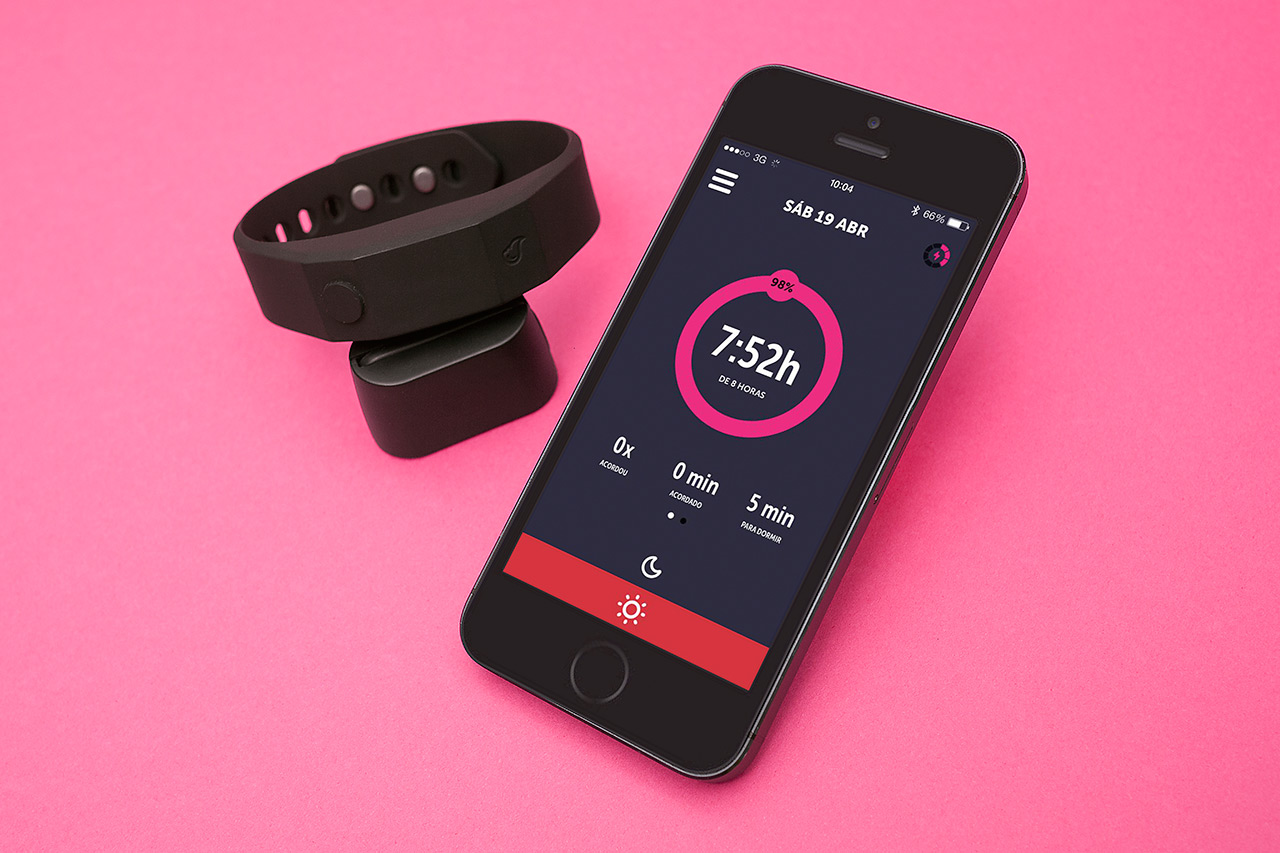 3G
10:04
66%
SÁB 19 ABR
98%
7:52h
DE 8 HORAS
0x
ACORDOU
0 min
ACORDADO
5 min
PARA DORMIR